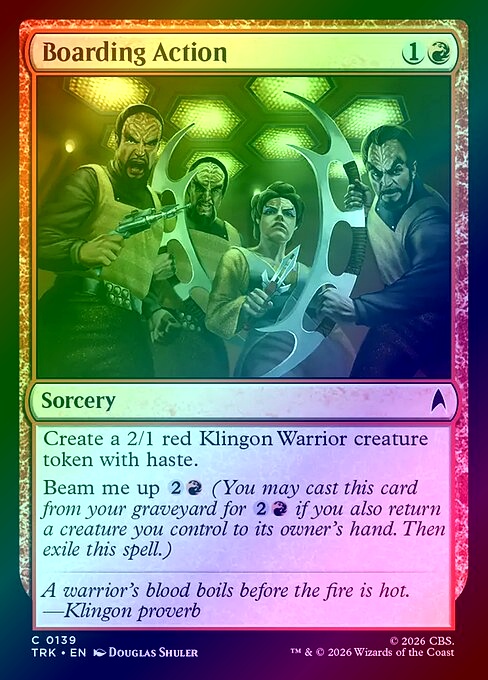 Boarding Action 1
Sorcery
Create a 2/1 red Klingon Warrior creature
token with haste.
Beam me up 2 (You may cast this card
from your graveyard for 2 if you also return
a creature you control to its owner's hand. Then
exile this spell.)
A warrior's blood boils before the fire is hot.
—Klingon proverb
C 0139 © 2026 CBS.
TRK • EN Douglas Shuler ™ & © 2026 Wizards of the Coast